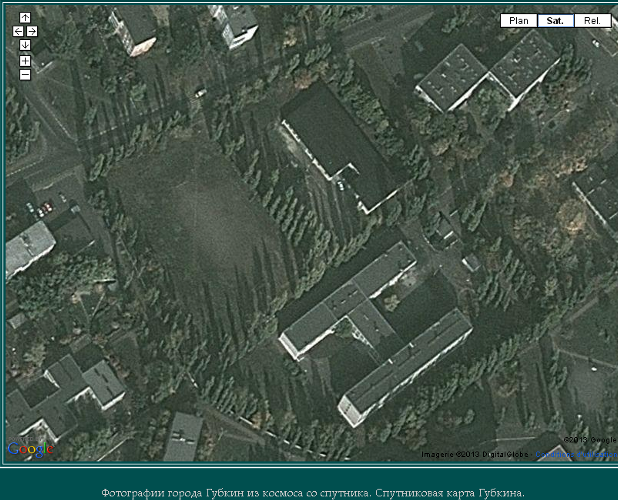 Plan Sat. Rel.
©2013 Google
Imagerie ©2013 DigitalGlobe
Google
Фотографии города Губкин из космоса со спутника. Спутниковая карта Губкина.